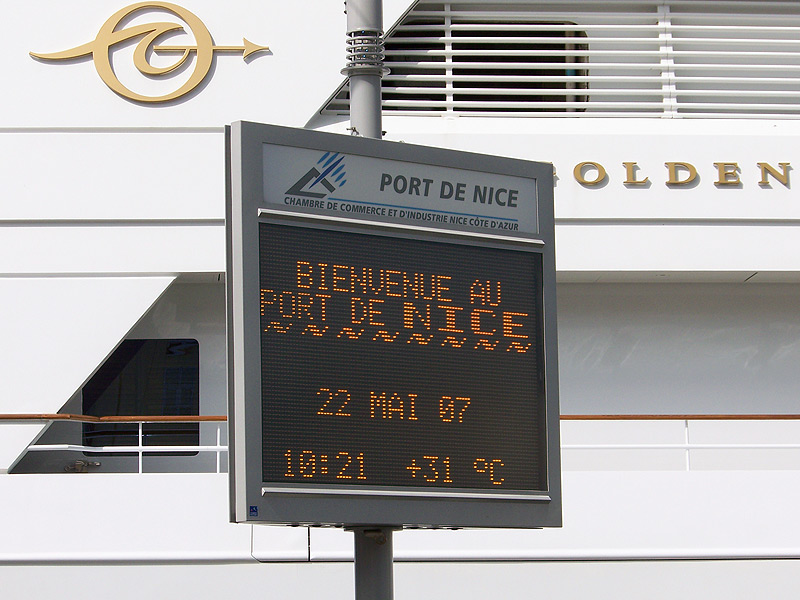 PORT DE NICE
CHAMBRE DE COMMERCE ET D'INDUSTRIE NICE CÔTE D'AZUR
GOLDEN
BIENVENUE AU
PORT DE NICE
22 MAI 07
10:21 +31 ºC